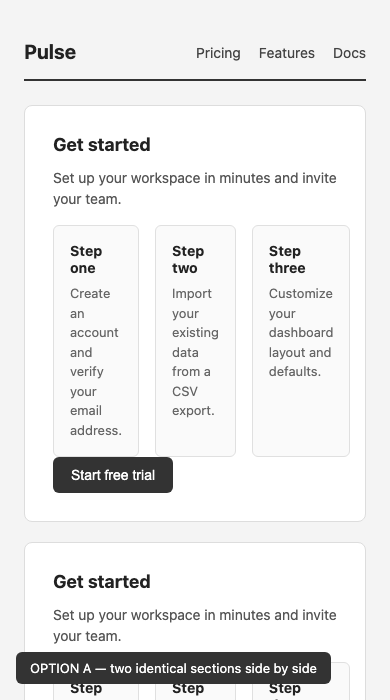 Pulse
Pricing Features Docs
Get started
Set up your workspace in minutes and invite
your team.
Step
one
Create
an
account
and
verify
your
email
address.
Step
two
Import
your
existing
data
from a
CSV
export.
Step
three
Customize
your
dashboard
layout and
defaults.
Start free trial
Get started
Set up your workspace in minutes and invite
your team.
OPTION A — two identical sections side by side
Step Step Step